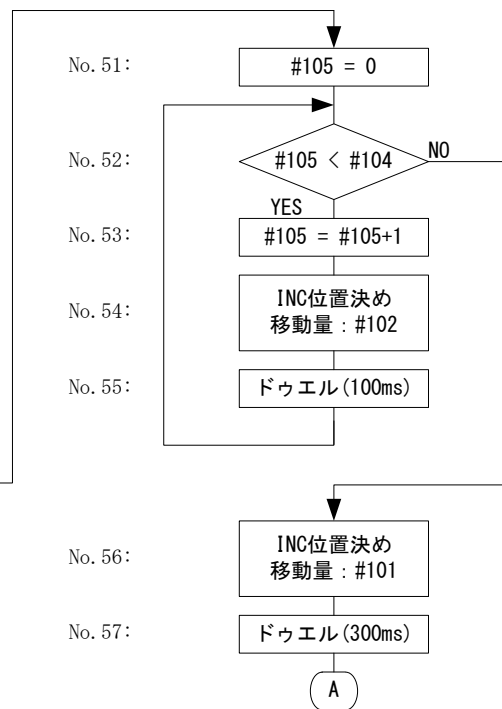 No.51:
#105 = 0
No.52:
#105 < #104
NO
YES
No.53:
#105 = #105+1
No.54:
INC位置決め
移動量：#102
No.55:
ドゥエル(100ms)
No.56:
INC位置決め
移動量：#101
No.57:
ドゥエル(300ms)
A